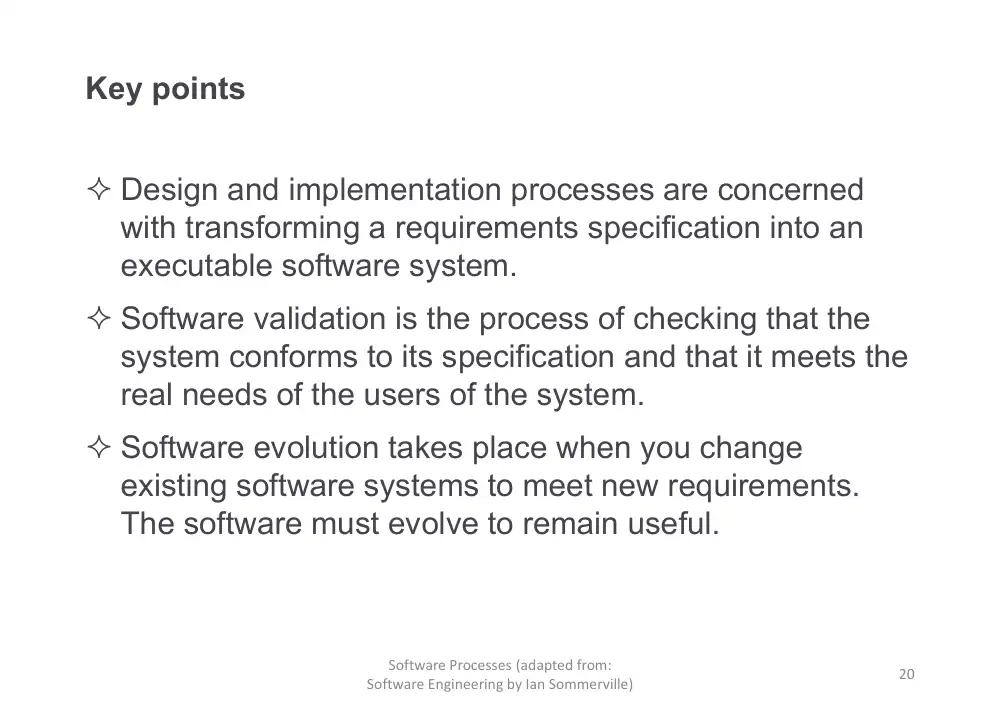 Key points
✧ Design and implementation processes are concerned
with transforming a requirements specification into an
executable software system.
✧ Software validation is the process of checking that the
system conforms to its specification and that it meets the
real needs of the users of the system.
✧ Software evolution takes place when you change
existing software systems to meet new requirements.
The software must evolve to remain useful.
Software Processes (adapted from:
Software Engineering by Ian Sommerville)
20